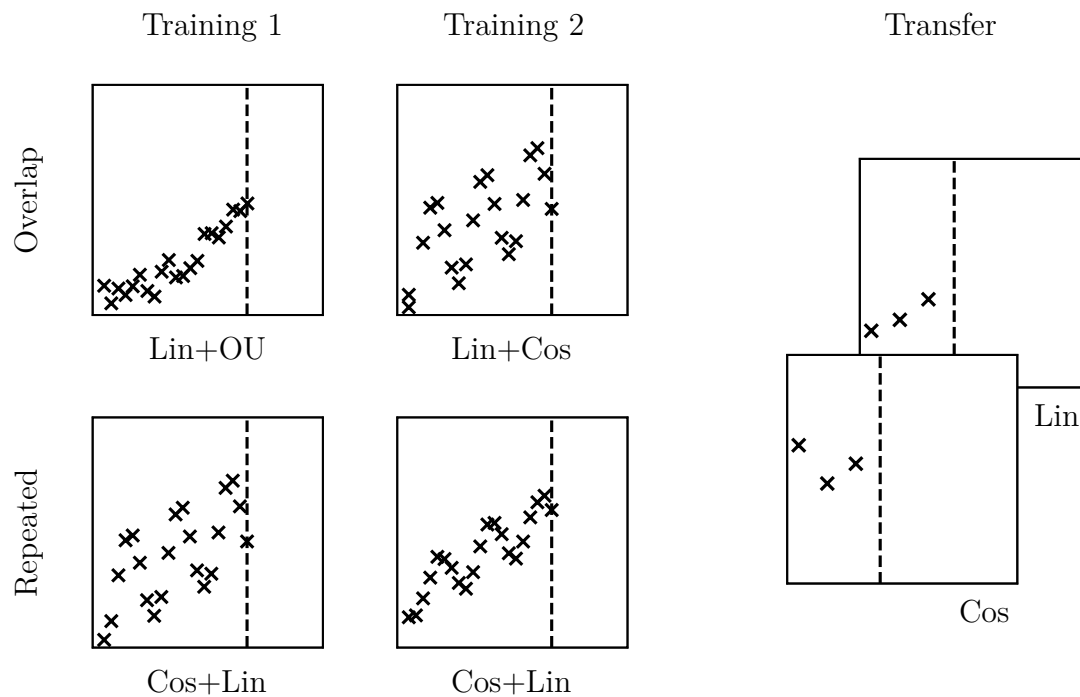 Training 1
Training 2
Transfer
Overlap
Lin+OU
Lin+Cos
Lin
Repeated
Cos+Lin
Cos+Lin
Cos